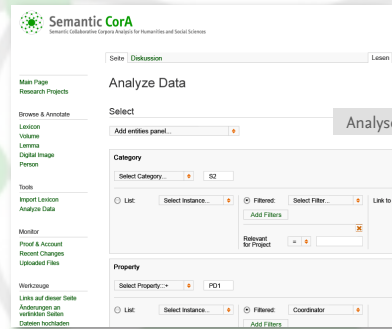 Semantic CorA
Semantic Collaborative Corpora Analysis for Humanities and Social Sciences
Seite Diskussion Lesen
Main Page
Research Projects
Browse & Annotate
Lexicon
Volume
Lemma
Digital Image
Person
Tools
Import Lexicon
Analyze Data
Monitor
Proof & Account
Recent Changes
Uploaded Files
Werkzeuge
Links auf dieser Seite
Änderungen an
verlinkten Seiten
Dateien hochladen
Analyze Data
Select
Analys
Add entities panel...
Category
Select Category... S2
List: Select Instance... Filtered: Select Filter... Link to
Add Filters
Relevant
for Project =
Property
Select Property::+ PD1
List: Select Instance... Filtered: Coordinator
Add Filters